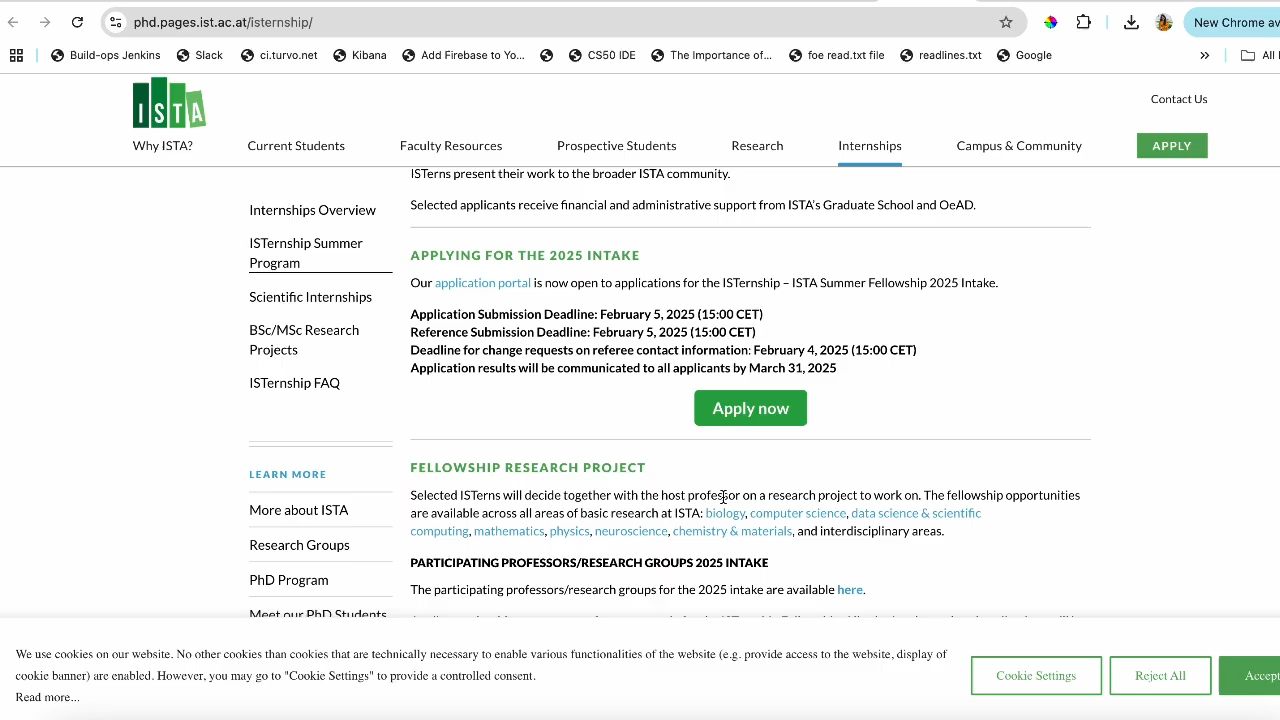 phd.pages.ist.ac.at/isternship/
New Chrome av
Build-ops Jenkins
Slack
ci.turvo.net
Kibana
Add Firebase to Yo...
CS50 IDE
The Importance of...
foe read.txt file
readlines.txt
Google
»
All
ISTA
Contact Us
Why ISTA?
Current Students
Faculty Resources
Prospective Students
Research
Internships
Campus & Community
APPLY
ISTerns present their work to the broader ISTA community.
Selected applicants receive financial and administrative support from ISTA's Graduate School and OeAD.
Internships Overview
ISTernship Summer
Program
Scientific Internships
BSc/MSc Research
Projects
ISTernship FAQ
LEARN MORE
More about ISTA
Research Groups
PhD Program
Meet our PhD Students
APPLYING FOR THE 2025 INTAKE
Our application portal is now open to applications for the ISTernship – ISTA Summer Fellowship 2025 Intake.
Application Submission Deadline: February 5, 2025 (15:00 CET)
Reference Submission Deadline: February 5, 2025 (15:00 CET)
Deadline for change requests on referee contact information: February 4, 2025 (15:00 CET)
Application results will be communicated to all applicants by March 31, 2025
Apply now
FELLOWSHIP RESEARCH PROJECT
Selected ISTerns will decide together with the host professor on a research project to work on. The fellowship opportunities
are available across all areas of basic research at ISTA: biology, computer science, data science & scientific
computing, mathematics, physics, neuroscience, chemistry & materials, and interdisciplinary areas.
PARTICIPATING PROFESSORS/RESEARCH GROUPS 2025 INTAKE
The participating professors/research groups for the 2025 intake are available here.
We use cookies on our website. No other cookies than cookies that are technically necessary to enable various functionalities of the website (e.g. provide access to the website, display of
cookie banner) are enabled. However, you may go to "Cookie Settings" to provide a controlled consent.
Read more...
Cookie Settings
Reject All
Accept